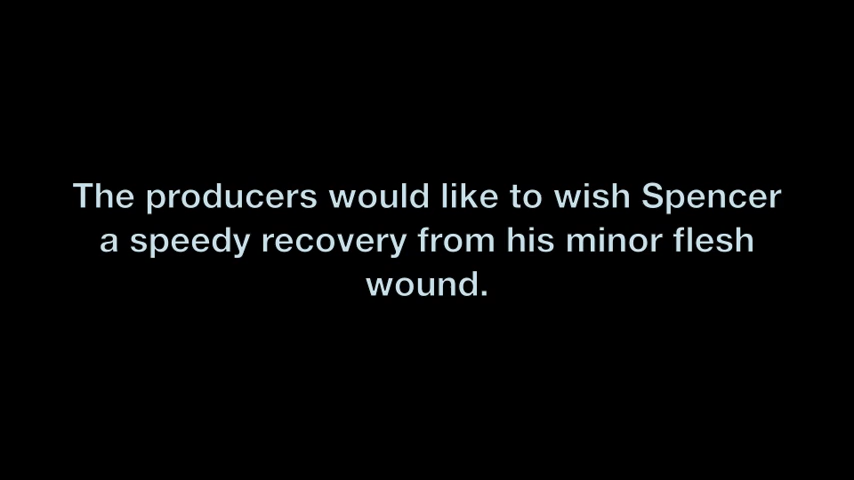 The producers would like to wish Spencer
a speedy recovery from his minor flesh
wound.